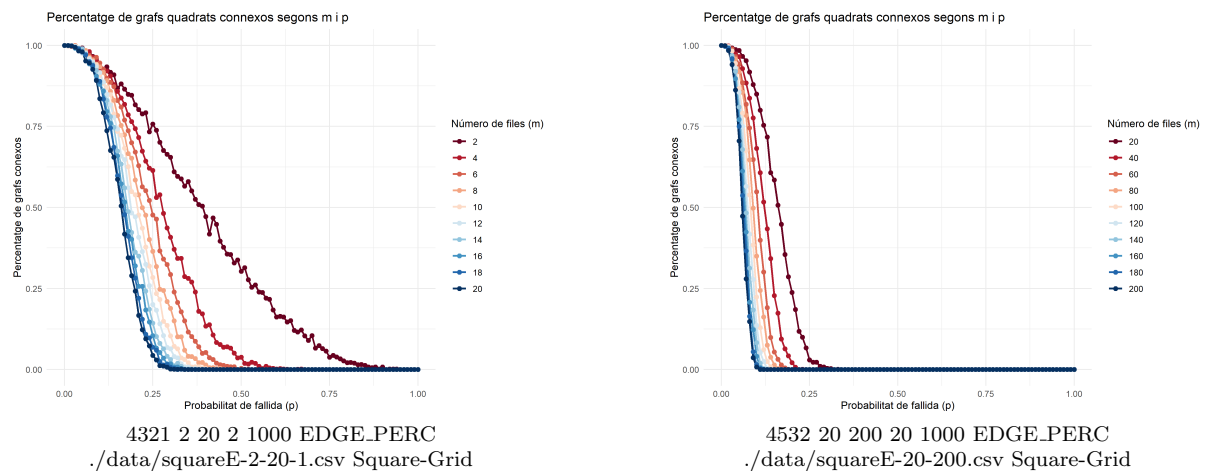 Percentatge de grafs quadrats connexos segons m i p
Percentatge de grafs connexos
1.00
0.75
0.50
0.25
0.00
0.00 0.25 0.50 0.75 1.00
Probabilitat de fallida (p)
Número de files (m)
2
4
6
8
10
12
14
16
18
20
4321 2 20 2 1000 EDGE_PERC
./data/squareE-2-20-1.csv Square-Grid
Percentatge de grafs quadrats connexos segons m i p
Percentatge de grafs connexos
1.00
0.75
0.50
0.25
0.00
0.00 0.25 0.50 0.75 1.00
Probabilitat de fallida (p)
Número de files (m)
20
40
60
80
100
120
140
160
180
200
4532 20 200 20 1000 EDGE_PERC
./data/squareE-20-200.csv Square-Grid